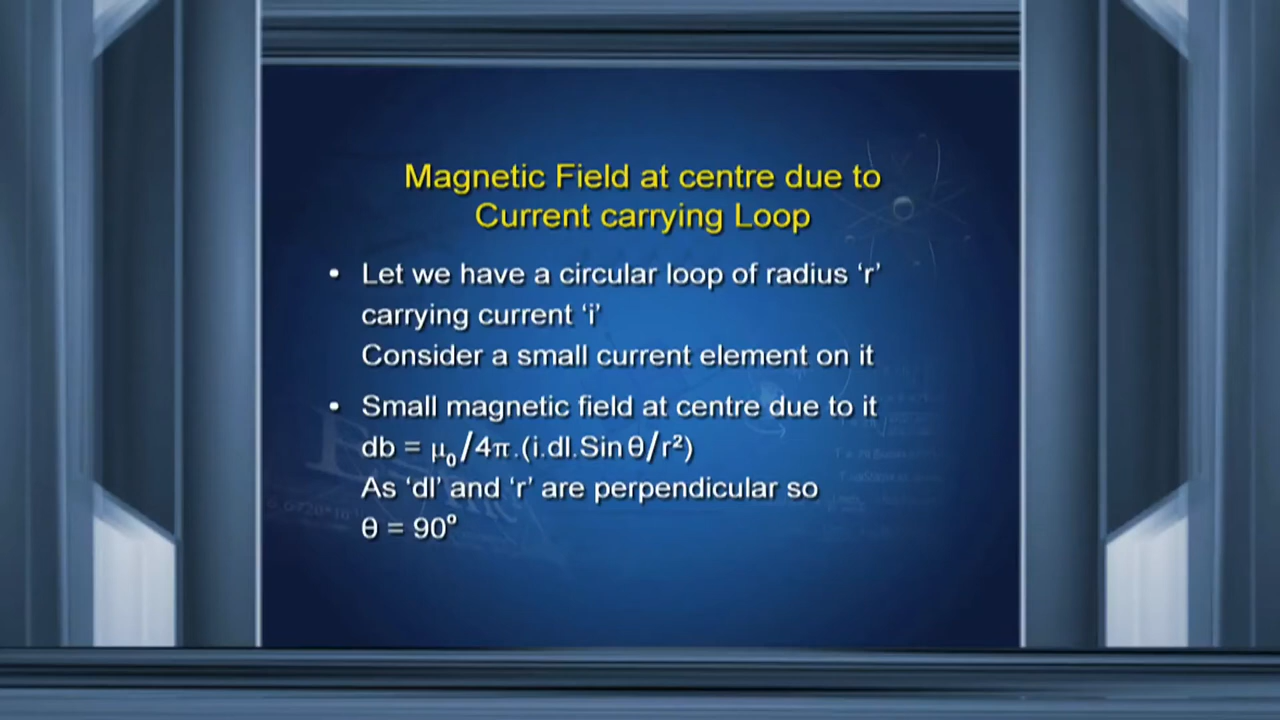 Magnetic Field at centre due to
Current carrying Loop
• Let we have a circular loop of radius ‘r’
carrying current ‘i’
Consider a small current element on it
• Small magnetic field at centre due to it
db = μ₀/4π.(i.dl.Sinθ/r²)
As ‘dl’ and ‘r’ are perpendicular so
θ = 90°